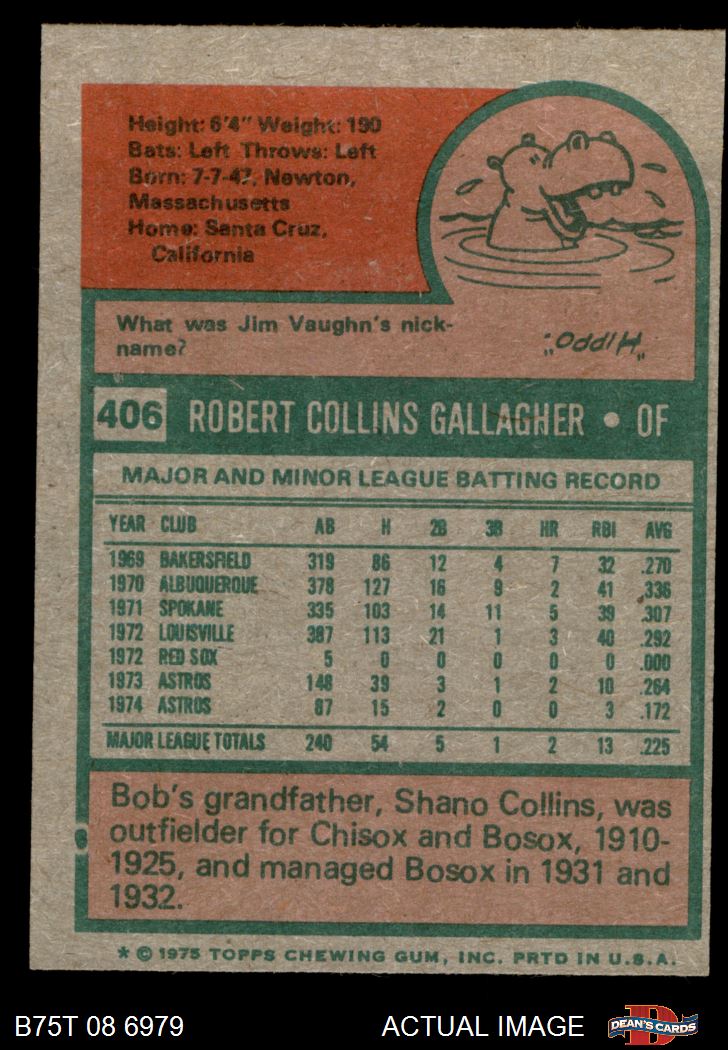 Height: 6'4" Weight: 190
Bats: Left Throws: Left
Born: 7-7-47, Newton,
Massachusetts
Home: Santa Cruz,
California
What was Jim Vaughn's nick-
name?
"Hippo."
406 ROBERT COLLINS GALLAGHER • OF
MAJOR AND MINOR LEAGUE BATTING RECORD
YEAR CLUB AB H 2B 3B HR RBI AVG
1969 BAKERSFIELD 319 86 12 4 7 32 .270
1970 ALBUQUERQUE 378 127 16 9 2 41 .336
1971 SPOKANE 335 103 14 11 5 39 .307
1972 LOUISVILLE 387 113 21 1 3 40 .292
1972 RED SOX 5 0 0 0 0 0 .000
1973 ASTROS 148 39 3 1 2 10 .264
1974 ASTROS 87 15 2 0 0 3 .172
MAJOR LEAGUE TOTALS 240 54 5 1 2 13 .225
Bob's grandfather, Shano Collins, was
outfielder for Chisox and Bosox, 1910-
1925, and managed Bosox in 1931 and
1932.
* © 1975 TOPPS CHEWING GUM, INC. PRTD IN U.S.A.
B75T 08 6979 ACTUAL IMAGE DEAN'S CARDS